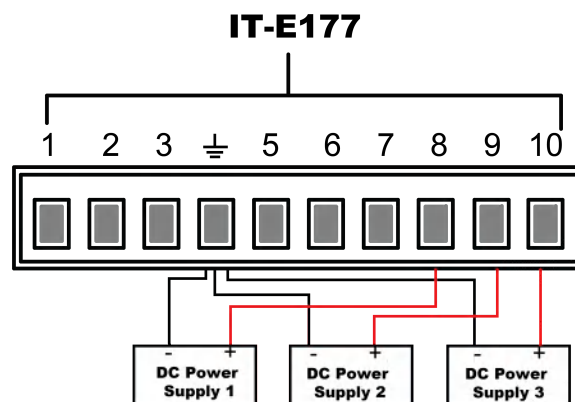 IT-E177
1 2 3 ⏚ 5 6 7 8 9 10
- + - + - +
DC Power DC Power DC Power
Supply 1 Supply 2 Supply 3